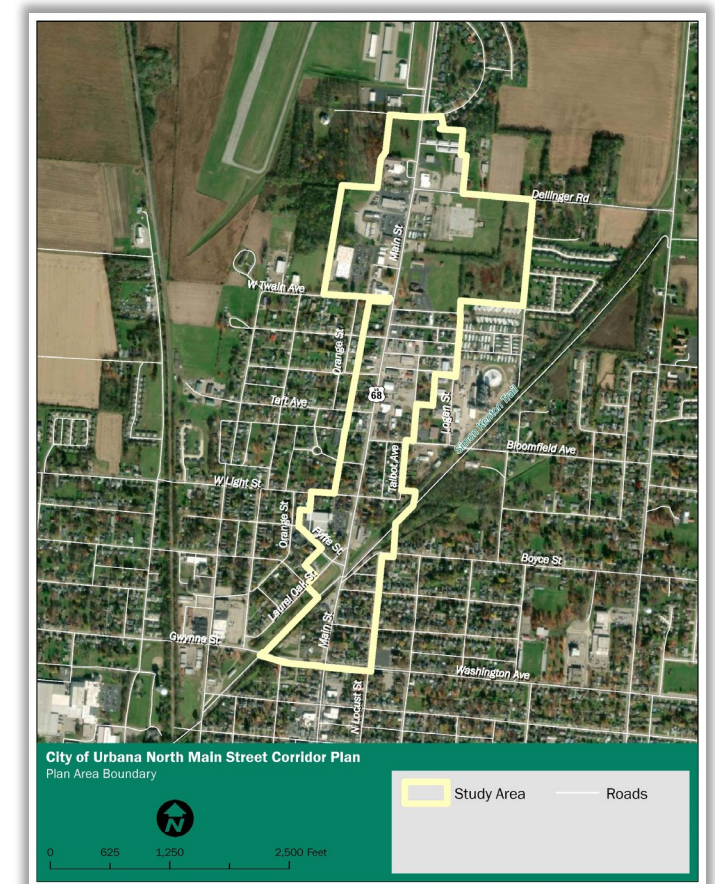 Dellinger Rd
Main St
W Twain Ave
Orange St
68
Taft Ave
Logan St
Simon Kenton Trail
Bloomfield Ave
Talbot Ave
W Light St
Orange St
Fyffe St
Boyce St
Laurel Oak St
Main St
Gwynne St
Washington Ave
N Locust St
City of Urbana North Main Street Corridor Plan
Plan Area Boundary
N
Study Area
Roads
0 625 1,250 2,500 Feet